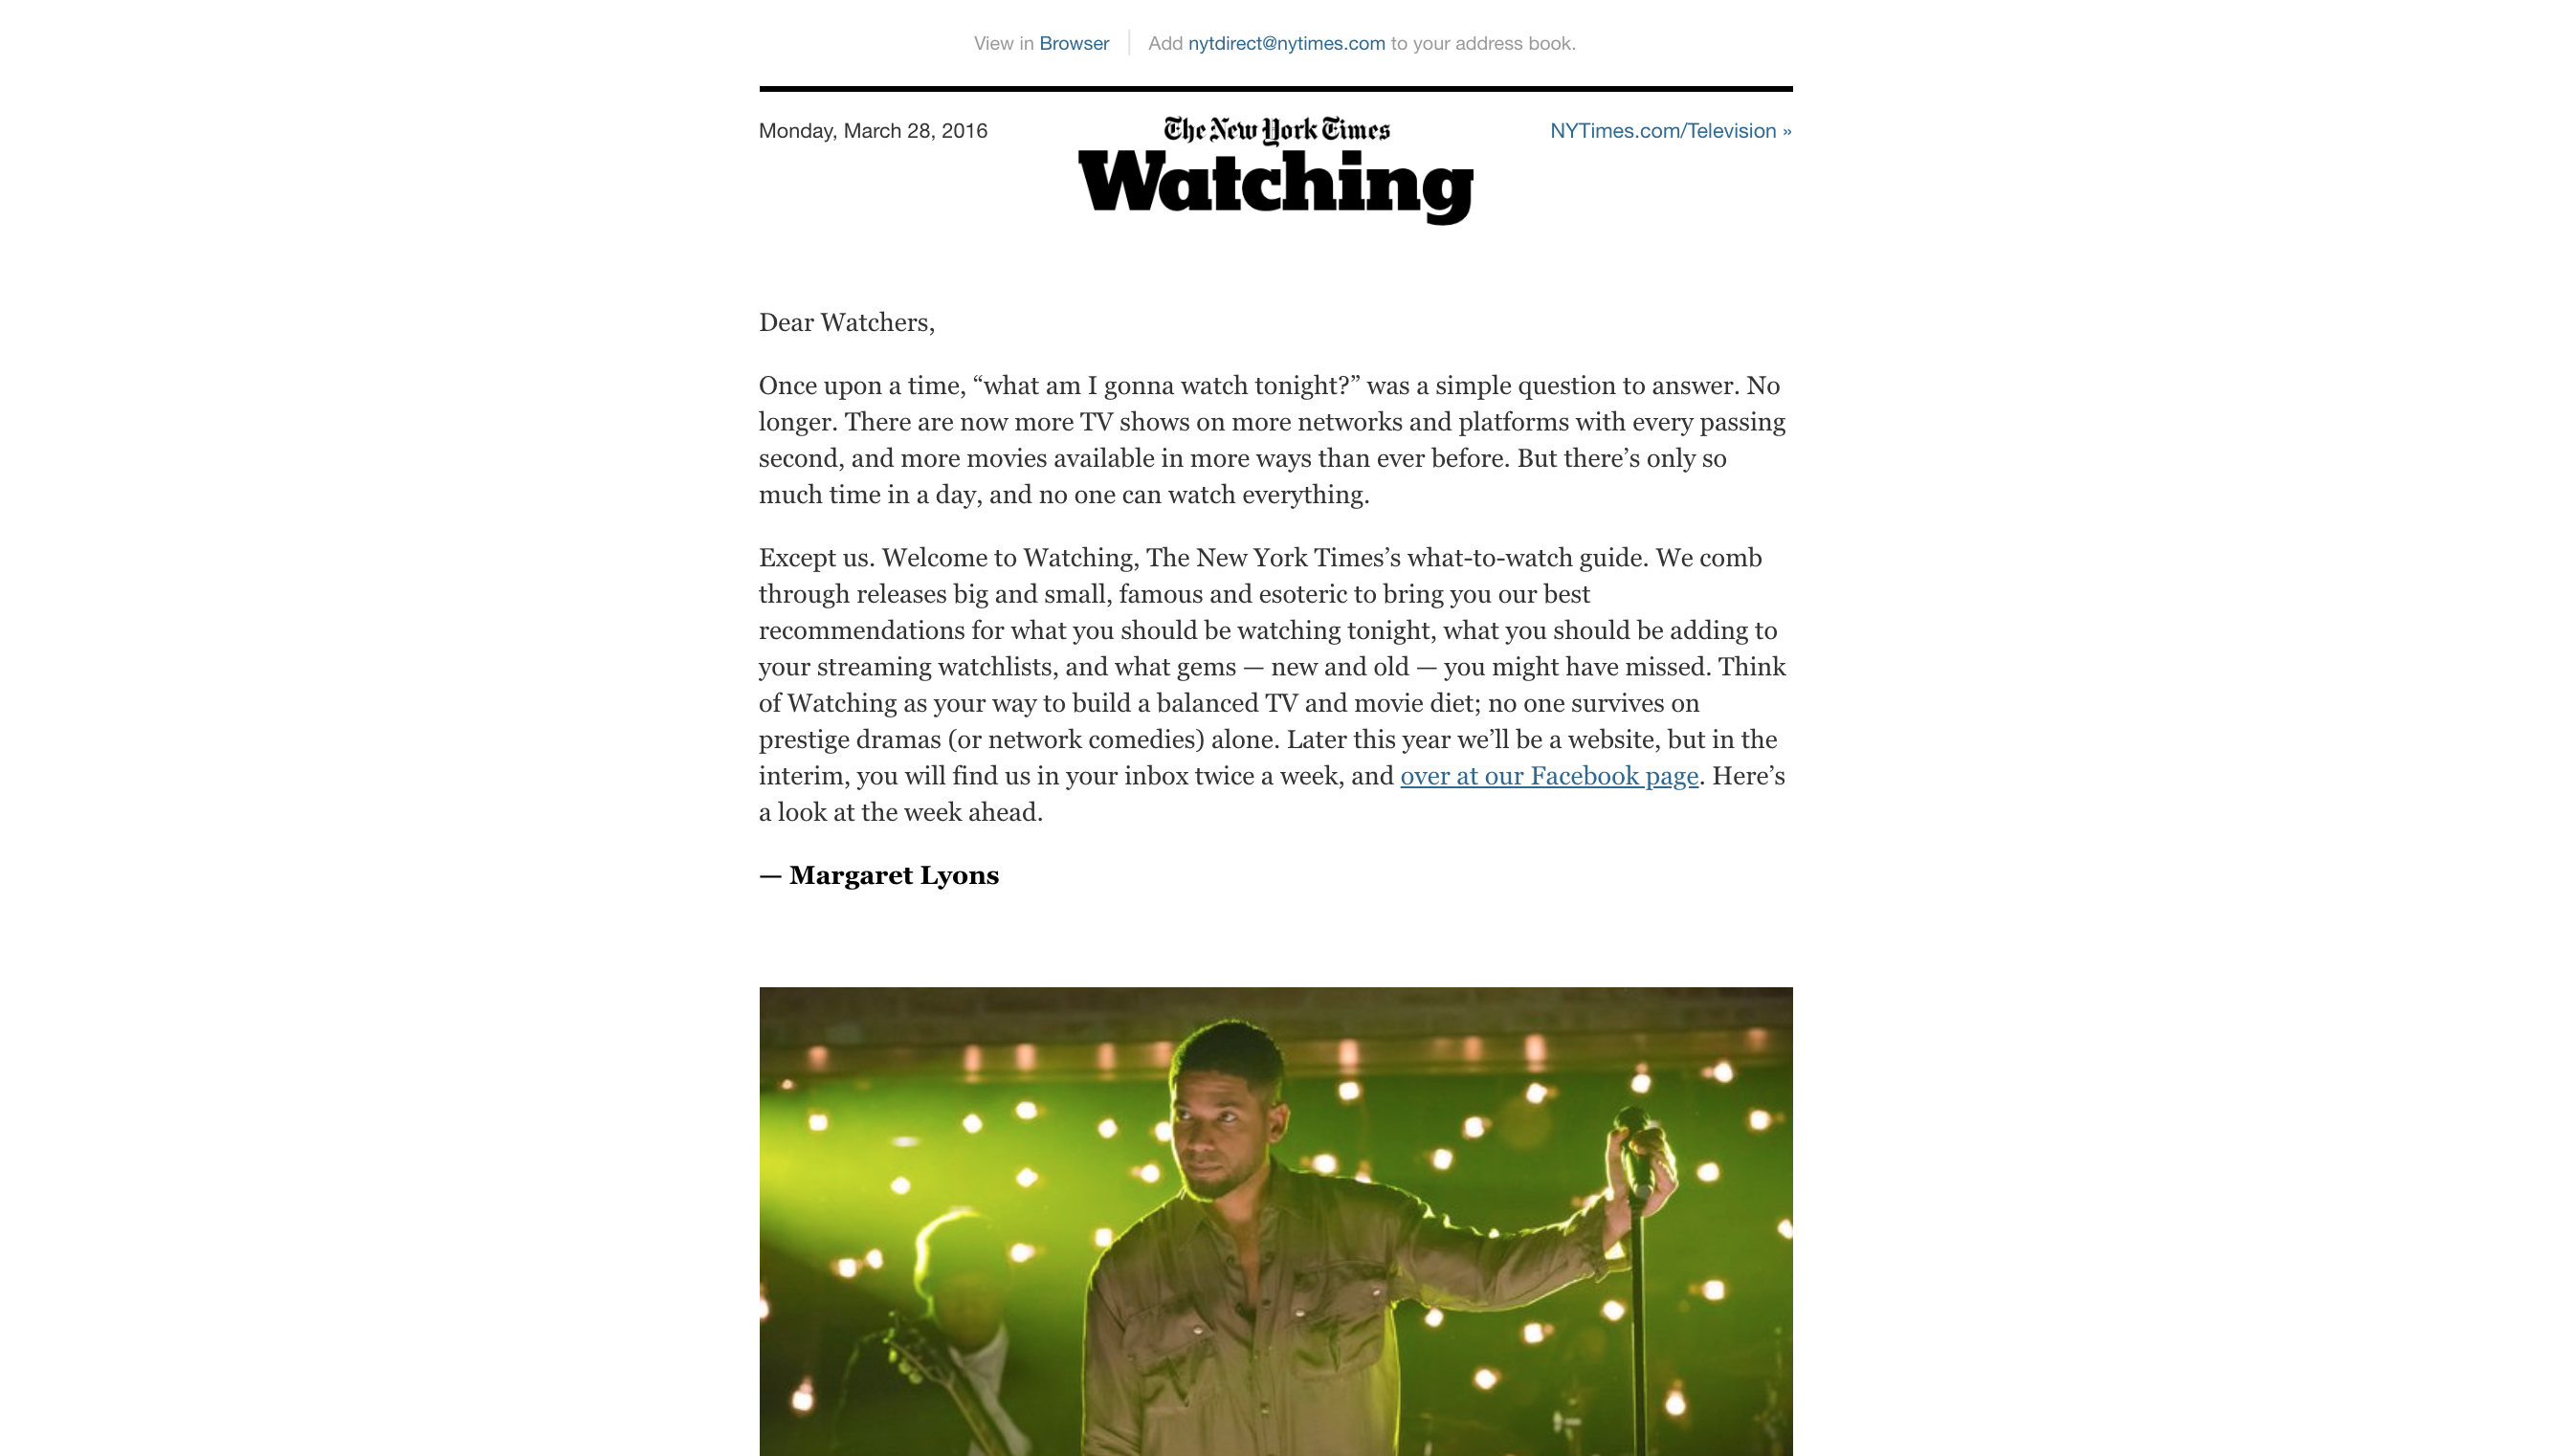 View in Browser | Add nytdirect@nytimes.com to your address book.
Monday, March 28, 2016
The New York Times
Watching
NYTimes.com/Television »
Dear Watchers,
Once upon a time, “what am I gonna watch tonight?” was a simple question to answer. No
longer. There are now more TV shows on more networks and platforms with every passing
second, and more movies available in more ways than ever before. But there’s only so
much time in a day, and no one can watch everything.
Except us. Welcome to Watching, The New York Times’s what-to-watch guide. We comb
through releases big and small, famous and esoteric to bring you our best
recommendations for what you should be watching tonight, what you should be adding to
your streaming watchlists, and what gems — new and old — you might have missed. Think
of Watching as your way to build a balanced TV and movie diet; no one survives on
prestige dramas (or network comedies) alone. Later this year we’ll be a website, but in the
interim, you will find us in your inbox twice a week, and over at our Facebook page. Here’s
a look at the week ahead.
— Margaret Lyons